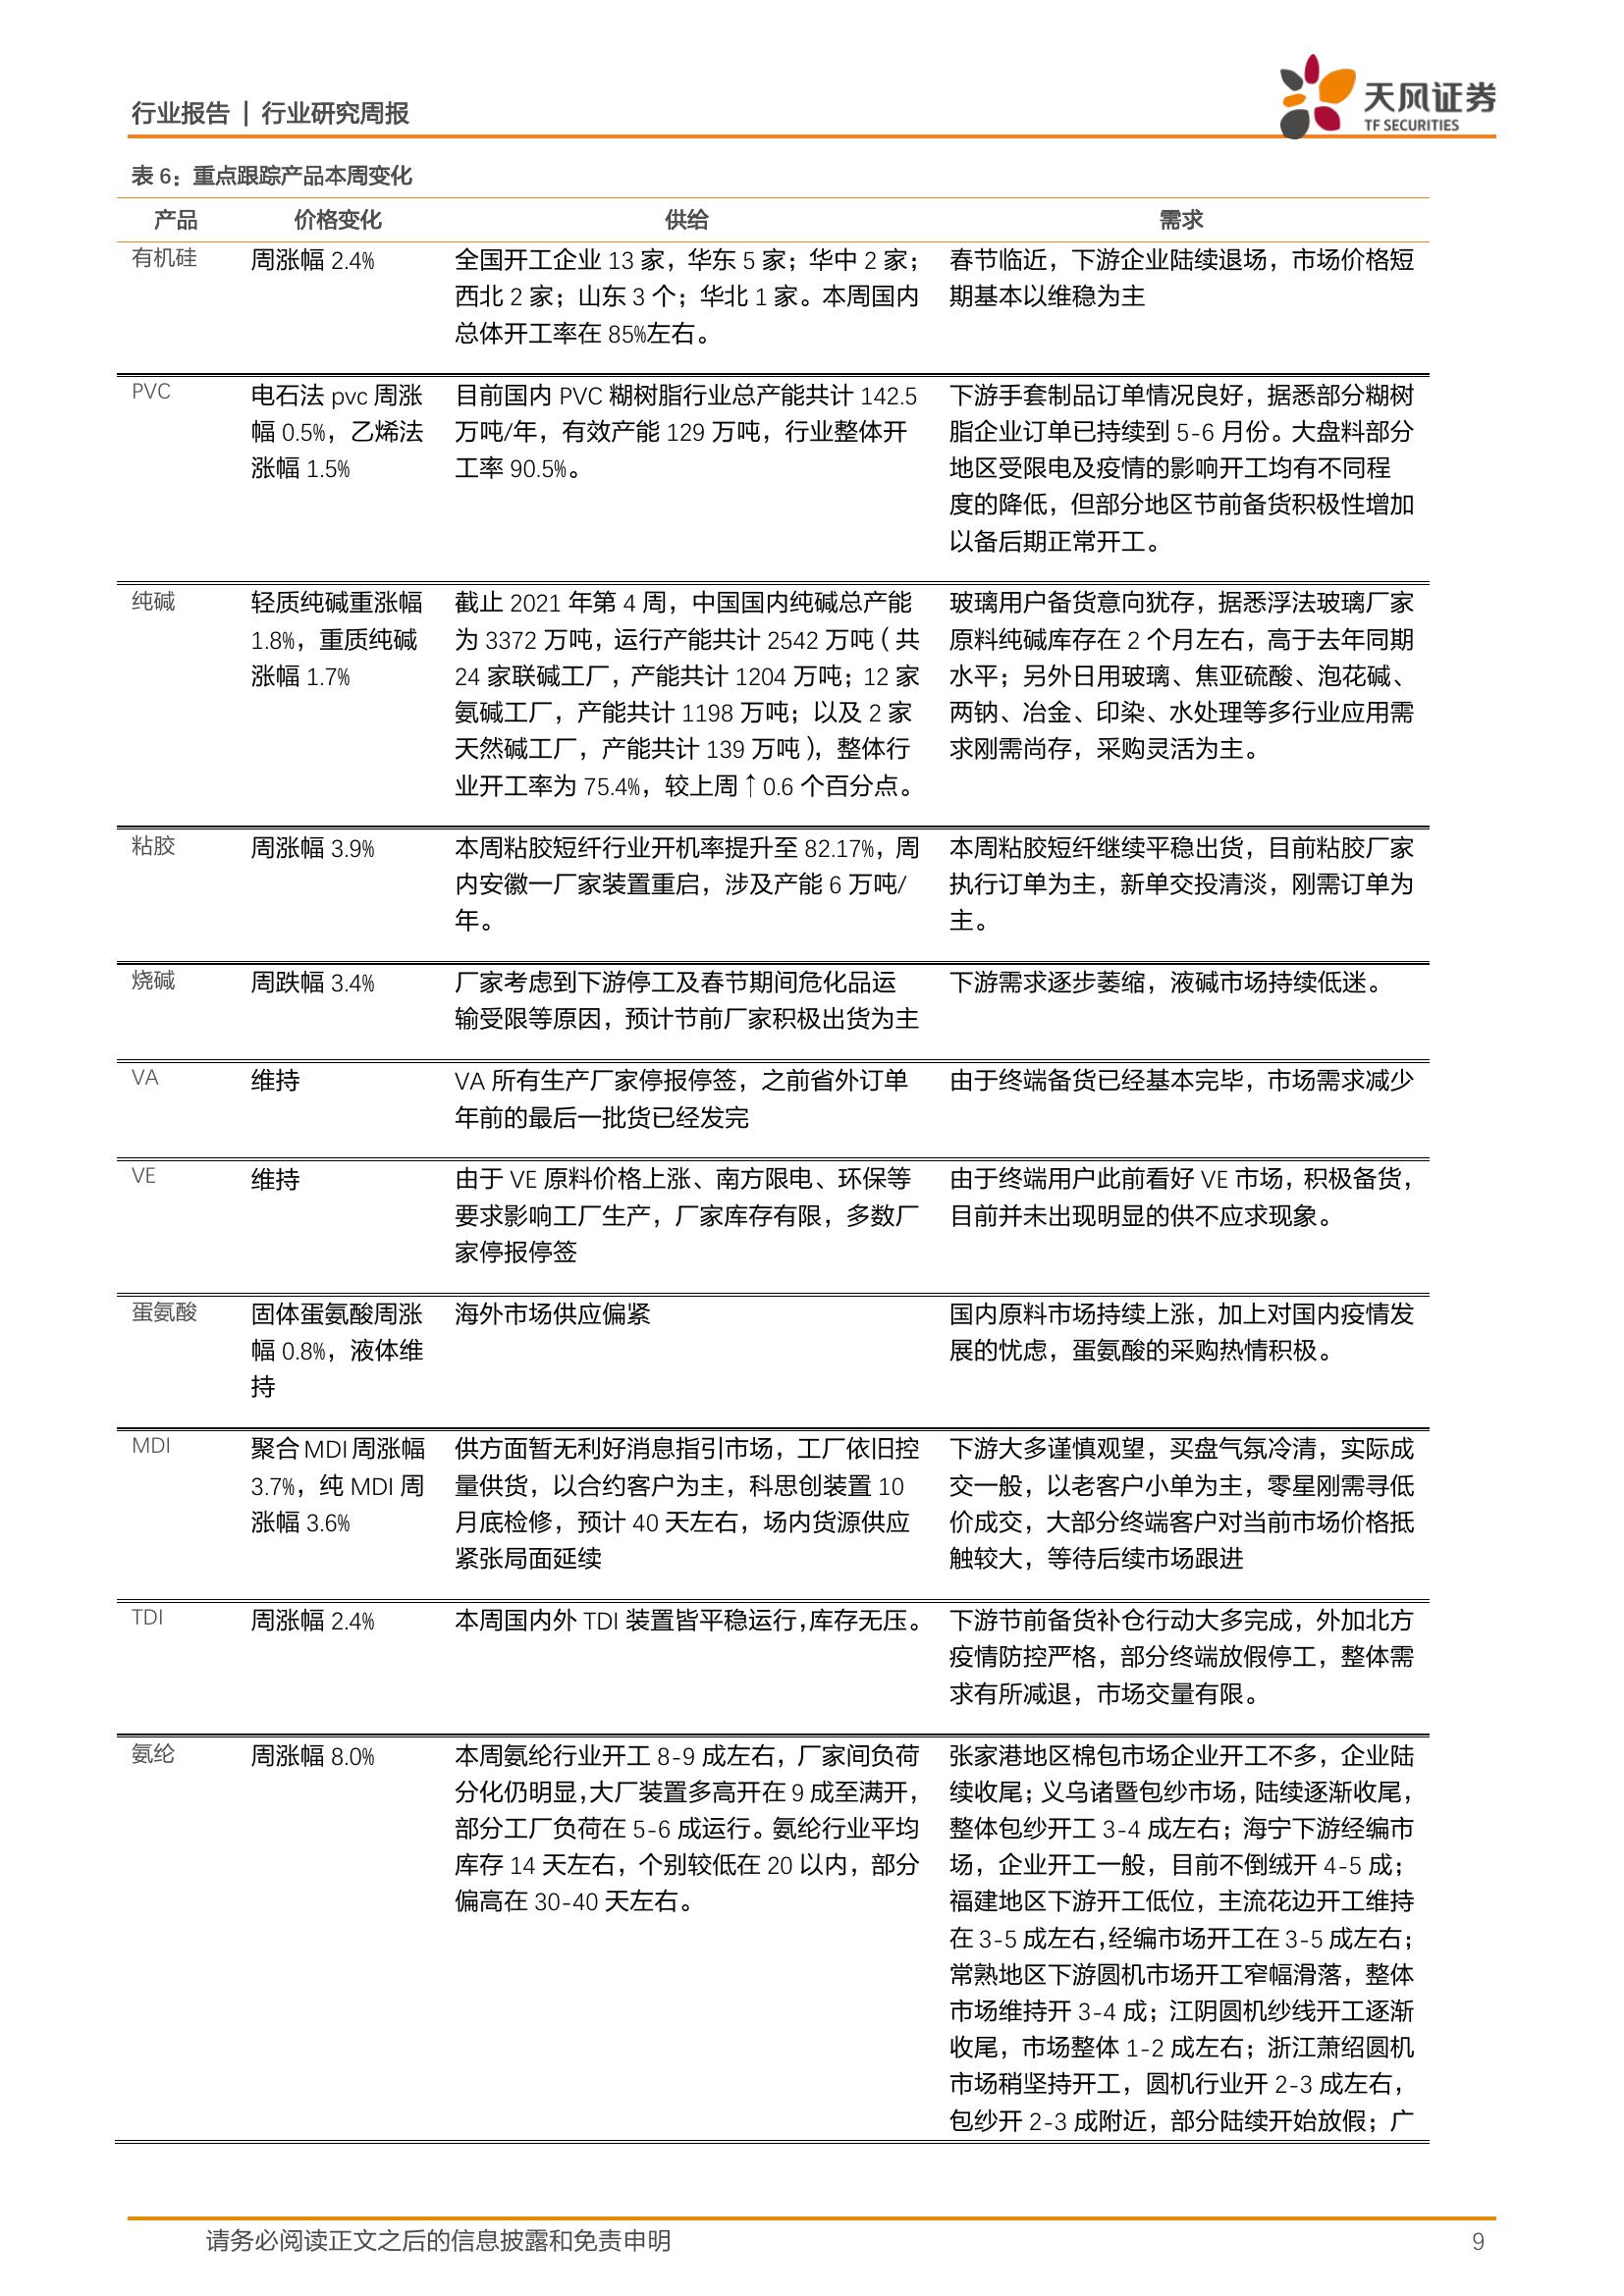 行业报告 | 行业研究周报
天风证券
TF SECURITIES
表 6：重点跟踪产品本周变化
产品 价格变化 供给 需求
有机硅
周涨幅 2.4%
全国开工企业 13 家，华东 5 家；华中 2 家；
西北 2 家；山东 3 个；华北 1 家。本周国内
总体开工率在 85%左右。
春节临近，下游企业陆续退场，市场价格短
期基本以维稳为主
PVC
电石法 pvc 周涨
幅 0.5%，乙烯法
涨幅 1.5%
目前国内 PVC 糊树脂行业总产能共计 142.5
万吨/年，有效产能 129 万吨，行业整体开
工率 90.5%。
下游手套制品订单情况良好，据悉部分糊树
脂企业订单已持续到 5-6 月份。大盘料部分
地区受限电及疫情的影响开工均有不同程
度的降低，但部分地区节前备货积极性增加
以备后期正常开工。
纯碱
轻质纯碱重涨幅
1.8%，重质纯碱
涨幅 1.7%
截止 2021 年第 4 周，中国国内纯碱总产能
为 3372 万吨，运行产能共计 2542 万吨（共
24 家联碱工厂，产能共计 1204 万吨；12 家
氨碱工厂，产能共计 1198 万吨；以及 2 家
天然碱工厂，产能共计 139 万吨），整体行
业开工率为 75.4%，较上周↑0.6 个百分点。
玻璃用户备货意向犹存，据悉浮法玻璃厂家
原料纯碱库存在 2 个月左右，高于去年同期
水平；另外日用玻璃、焦亚硫酸、泡花碱、
两钠、冶金、印染、水处理等多行业应用需
求刚需尚存，采购灵活为主。
粘胶
周涨幅 3.9%
本周粘胶短纤行业开机率提升至 82.17%，周
内安徽一厂家装置重启，涉及产能 6 万吨/
年。
本周粘胶短纤继续平稳出货，目前粘胶厂家
执行订单为主，新单交投清淡，刚需订单为
主。
烧碱
周跌幅 3.4%
厂家考虑到下游停工及春节期间危化品运
输受限等原因，预计节前厂家积极出货为主
下游需求逐步萎缩，液碱市场持续低迷。
VA
维持
VA 所有生产厂家停报停签，之前省外订单
年前的最后一批货已经发完
由于终端备货已经基本完毕，市场需求减少
VE
维持
由于 VE 原料价格上涨、南方限电、环保等
要求影响工厂生产，厂家库存有限，多数厂
家停报停签
由于终端用户此前看好 VE 市场，积极备货，
目前并未出现明显的供不应求现象。
蛋氨酸
固体蛋氨酸周涨
幅 0.8%，液体维
持
海外市场供应偏紧
国内原料市场持续上涨，加上对国内疫情发
展的忧虑，蛋氨酸的采购热情积极。
MDI
聚合 MDI 周涨幅
3.7%，纯 MDI 周
涨幅 3.6%
供方面暂无利好消息指引市场，工厂依旧控
量供货，以合约客户为主，科思创装置 10
月底检修，预计 40 天左右，场内货源供应
紧张局面延续
下游大多谨慎观望，买盘气氛冷清，实际成
交一般，以老客户小单为主，零星刚需寻低
价成交，大部分终端客户对当前市场价格抵
触较大，等待后续市场跟进
TDI
周涨幅 2.4%
本周国内外 TDI 装置皆平稳运行，库存无压。
下游节前备货补仓行动大多完成，外加北方
疫情防控严格，部分终端放假停工，整体需
求有所减退，市场交量有限。
氨纶
周涨幅 8.0%
本周氨纶行业开工 8-9 成左右，厂家间负荷
分化仍明显，大厂装置多高开在 9 成至满开，
部分工厂负荷在 5-6 成运行。氨纶行业平均
库存 14 天左右，个别较低在 20 以内，部分
偏高在 30-40 天左右。
张家港地区棉包市场企业开工不多，企业陆
续收尾；义乌诸暨包纱市场，陆续逐渐收尾，
整体包纱开工 3-4 成左右；海宁下游经编市
场，企业开工一般，目前不倒绒开 4-5 成；
福建地区下游开工低位，主流花边开工维持
在 3-5 成左右，经编市场开工在 3-5 成左右；
常熟地区下游圆机市场开工窄幅滑落，整体
市场维持开 3-4 成；江阴圆机纱线开工逐渐
收尾，市场整体 1-2 成左右；浙江萧绍圆机
市场稍坚持开工，圆机行业开 2-3 成左右，
包纱开 2-3 成附近，部分陆续开始放假；广
请务必阅读正文之后的信息披露和免责申明 9